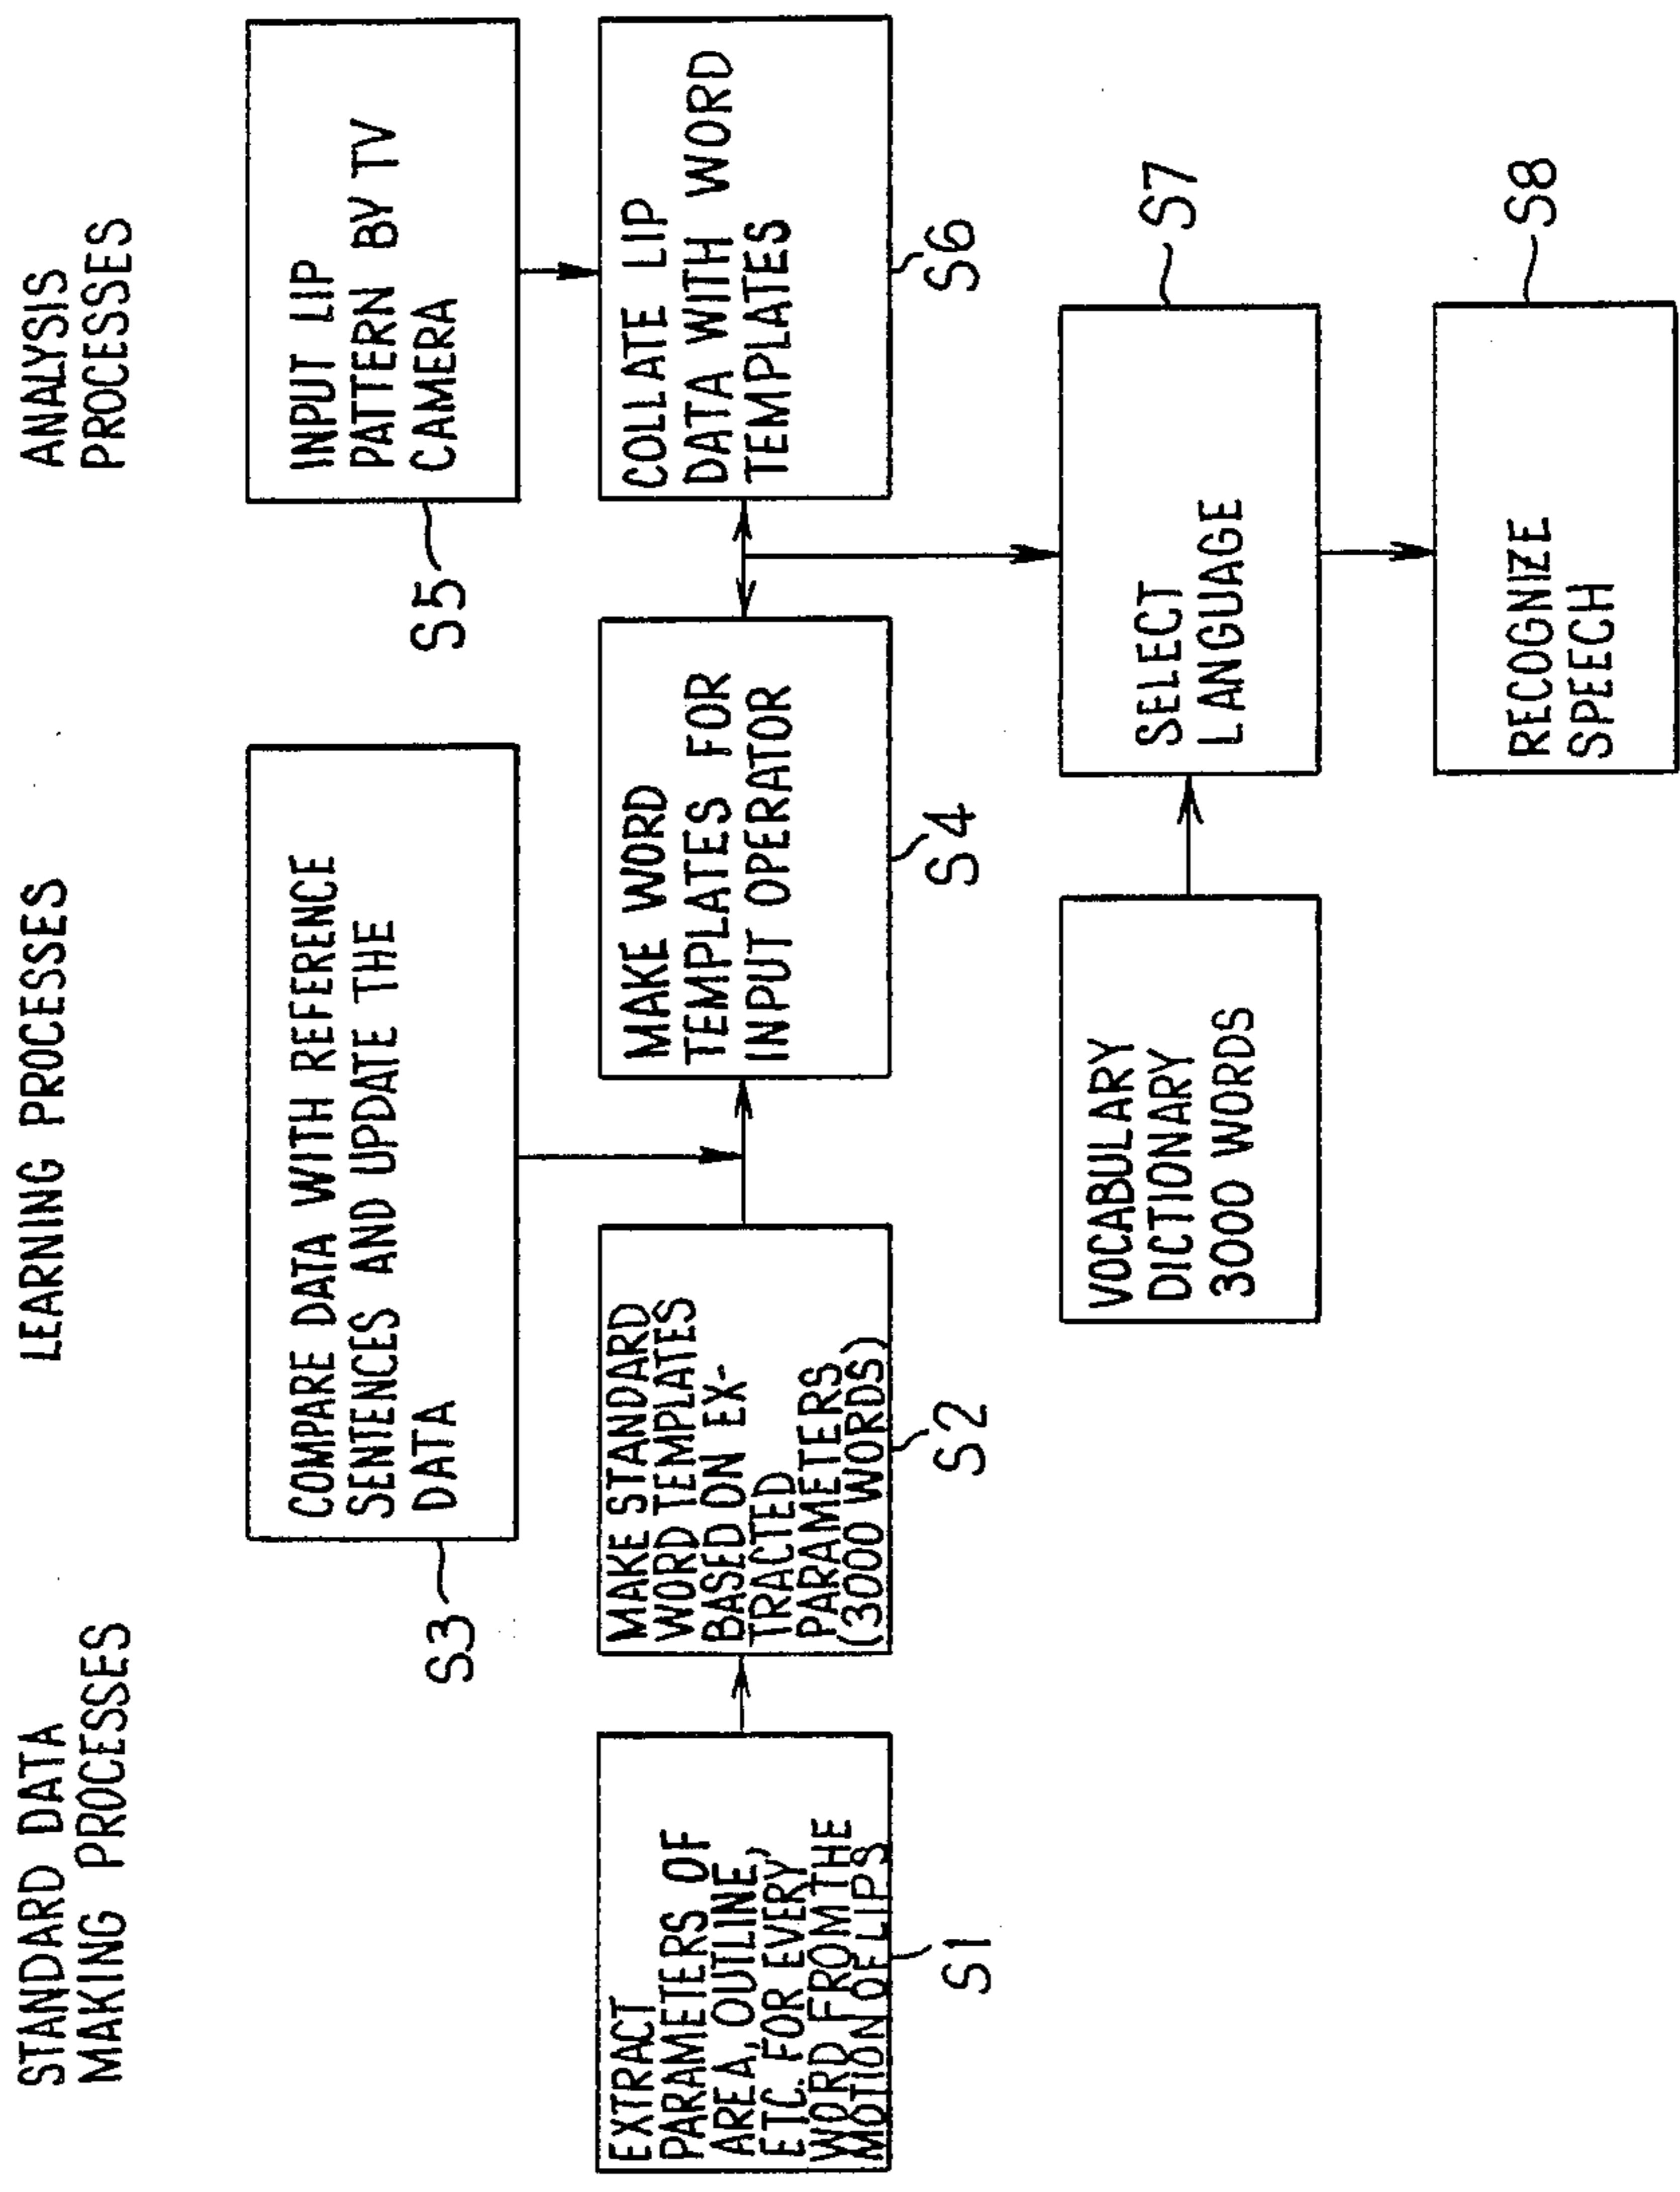 STANDARD DATA
MAKING PROCESSES
LEARNING PROCESSES
ANALYSIS
PROCESSES
COMPARE DATA WITH REFERENCE
SENTENCES AND UPDATE THE
DATA
S3
INPUT LIP
PATTERN BY TV
CAMERA
S5
EXTRACT
PARAMETERS OF
AREA, OUTLINE,
ETC. FOR EVERY
WORD FROM THE
MOTION OF LIPS
S1
MAKE STANDARD
WORD TEMPLATES
BASED ON EX-
TRACTED
PARAMETERS
(3000 WORDS)
S2
MAKE WORD
TEMPLATES FOR
INPUT OPERATOR
S4
COLLATE LIP
DATA WITH WORD
TEMPLATES
S6
VOCABULARY
DICTIONARY
3000 WORDS
SELECT
LANGUAGE
S7
RECOGNIZE
SPEECH
S8